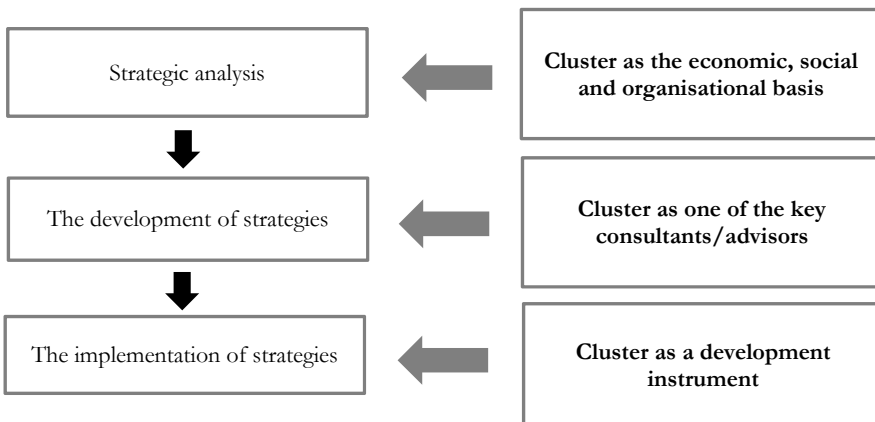 Strategic analysis
Cluster as the economic, social
and organisational basis
The development of strategies
Cluster as one of the key
consultants/advisors
The implementation of strategies
Cluster as a development
instrument